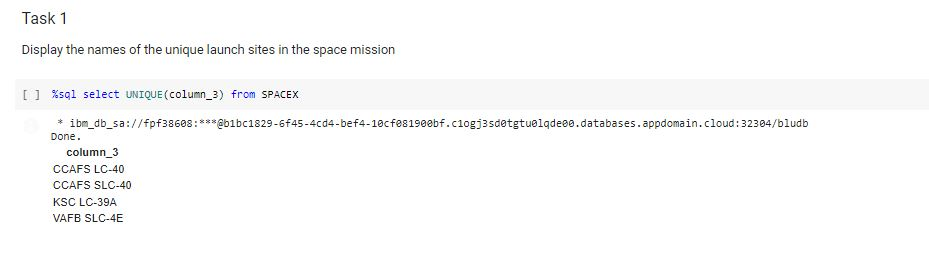 Task 1
Display the names of the unique launch sites in the space mission
[ ] %sql select UNIQUE(column_3) from SPACEX
* ibm_db_sa://fpf38608:***@b1bc1829-6f45-4cd4-bef4-10cf081900bf.c1ogj3sd0tgtu0lqde00.databases.appdomain.cloud:32304/bludb
Done.
column_3
CCAFS LC-40
CCAFS SLC-40
KSC LC-39A
VAFB SLC-4E